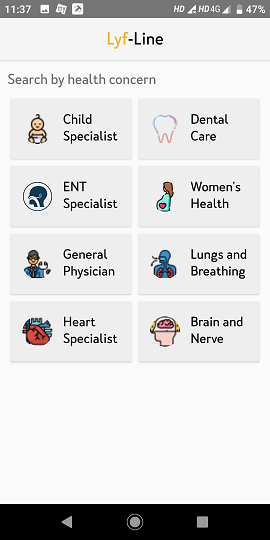 11:37 HD HD 4G 47%
Lyf-Line
Search by health concern
Child
Specialist
Dental
Care
ENT
Specialist
Women's
Health
General
Physician
Lungs and
Breathing
Heart
Specialist
Brain and
Nerve